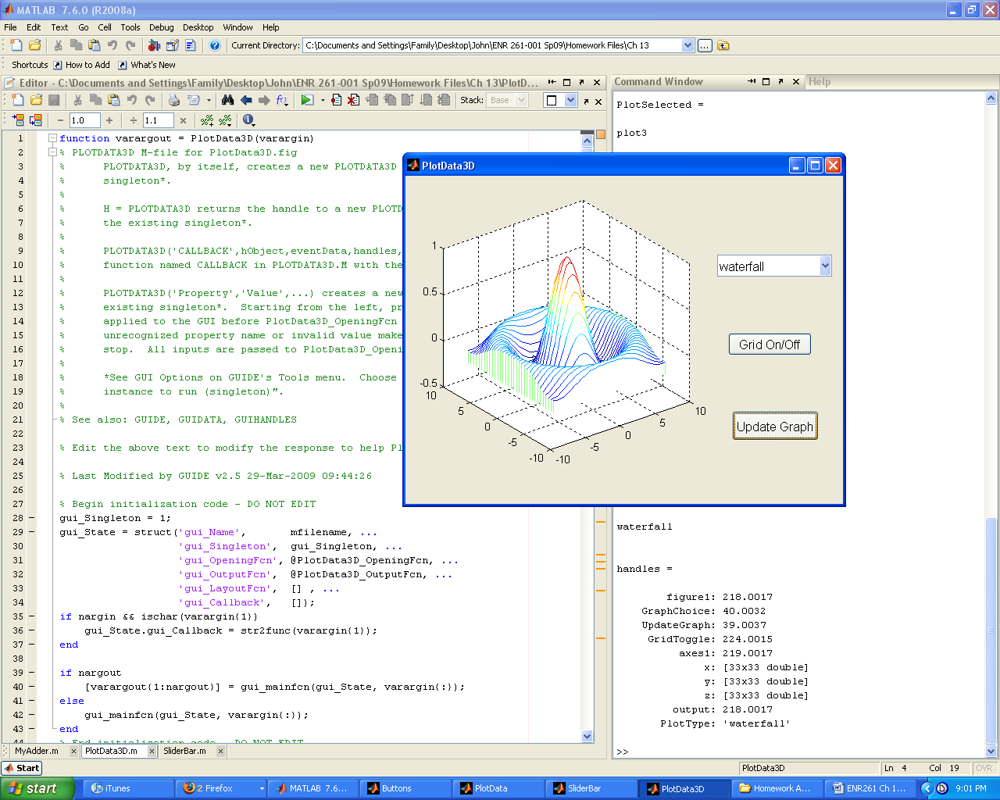 MATLAB 7.6.0 (R2008a)
File Edit Text Go Cell Tools Debug Desktop Window Help
Current Directory: C:\Documents and Settings\Family\Desktop\John\ENR 261-001 Sp09\Homework Files\Ch 13 ...
Shortcuts How to Add What's New
Editor - C:\Documents and Settings\Family\Desktop\John\ENR 261-001 Sp09\Homework Files\Ch 13\PlotD...
Stack: Base
- 1.0 + ÷ 1.1 ×
1 function varargout = PlotData3D(varargin)
2 % PLOTDATA3D M-file for PlotData3D.fig
3 % PLOTDATA3D, by itself, creates a new PLOTDATA3D
4 % singleton*.
5 %
6 % H = PLOTDATA3D returns the handle to a new PLOTD
7 % the existing singleton*.
8 %
9 % PLOTDATA3D('CALLBACK',hObject,eventData,handles,
10 % function named CALLBACK in PLOTDATA3D.M with the
11 %
12 % PLOTDATA3D('Property','Value',...) creates a new
13 % existing singleton*. Starting from the left, pr
14 % applied to the GUI before PlotData3D_OpeningFcn
15 % unrecognized property name or invalid value make
16 % stop. All inputs are passed to PlotData3D_Openi
17 %
18 % *See GUI Options on GUIDE's Tools menu. Choose
19 % instance to run (singleton)".
20 %
21 % See also: GUIDE, GUIDATA, GUIHANDLES
22
23 % Edit the above text to modify the response to help Pl
24
25 % Last Modified by GUIDE v2.5 29-Mar-2009 09:44:26
26
27 % Begin initialization code - DO NOT EDIT
28 - gui_Singleton = 1;
29 - gui_State = struct('gui_Name', mfilename, ...
30 'gui_Singleton', gui_Singleton, ...
31 'gui_OpeningFcn', @PlotData3D_OpeningFcn, ...
32 'gui_OutputFcn', @PlotData3D_OutputFcn, ...
33 'gui_LayoutFcn', [] , ...
34 'gui_Callback', []);
35 - if nargin && ischar(varargin{1})
36 - gui_State.gui_Callback = str2func(varargin{1});
37 - end
38
39 - if nargout
40 - [varargout{1:nargout}] = gui_mainfcn(gui_State, varargin{:});
41 - else
42 - gui_mainfcn(gui_State, varargin{:});
43 - end
44 % End initialization code - DO NOT EDIT
MyAdder.m PlotData3D.m SliderBar.m
Command Window Help
PlotSelected =
plot3
PlotData3D
1
0.5
0
-0.5
10
5
0
-5
-10
-10
-5
0
5
10
waterfall
Grid On/Off
Update Graph
waterfall
handles =
figure1: 218.0017
GraphChoice: 40.0032
UpdateGraph: 39.0037
GridToggle: 224.0015
axes1: 219.0017
x: [33x33 double]
y: [33x33 double]
z: [33x33 double]
output: 218.0017
PlotType: 'waterfall'
>>
Start PlotData3D Ln 4 Col 19 OVR
start iTunes 2 Firefox MATLAB 7.6.... Buttons PlotData SliderBar PlotData3D Homework A... ENR261 Ch 1... 9:01 PM